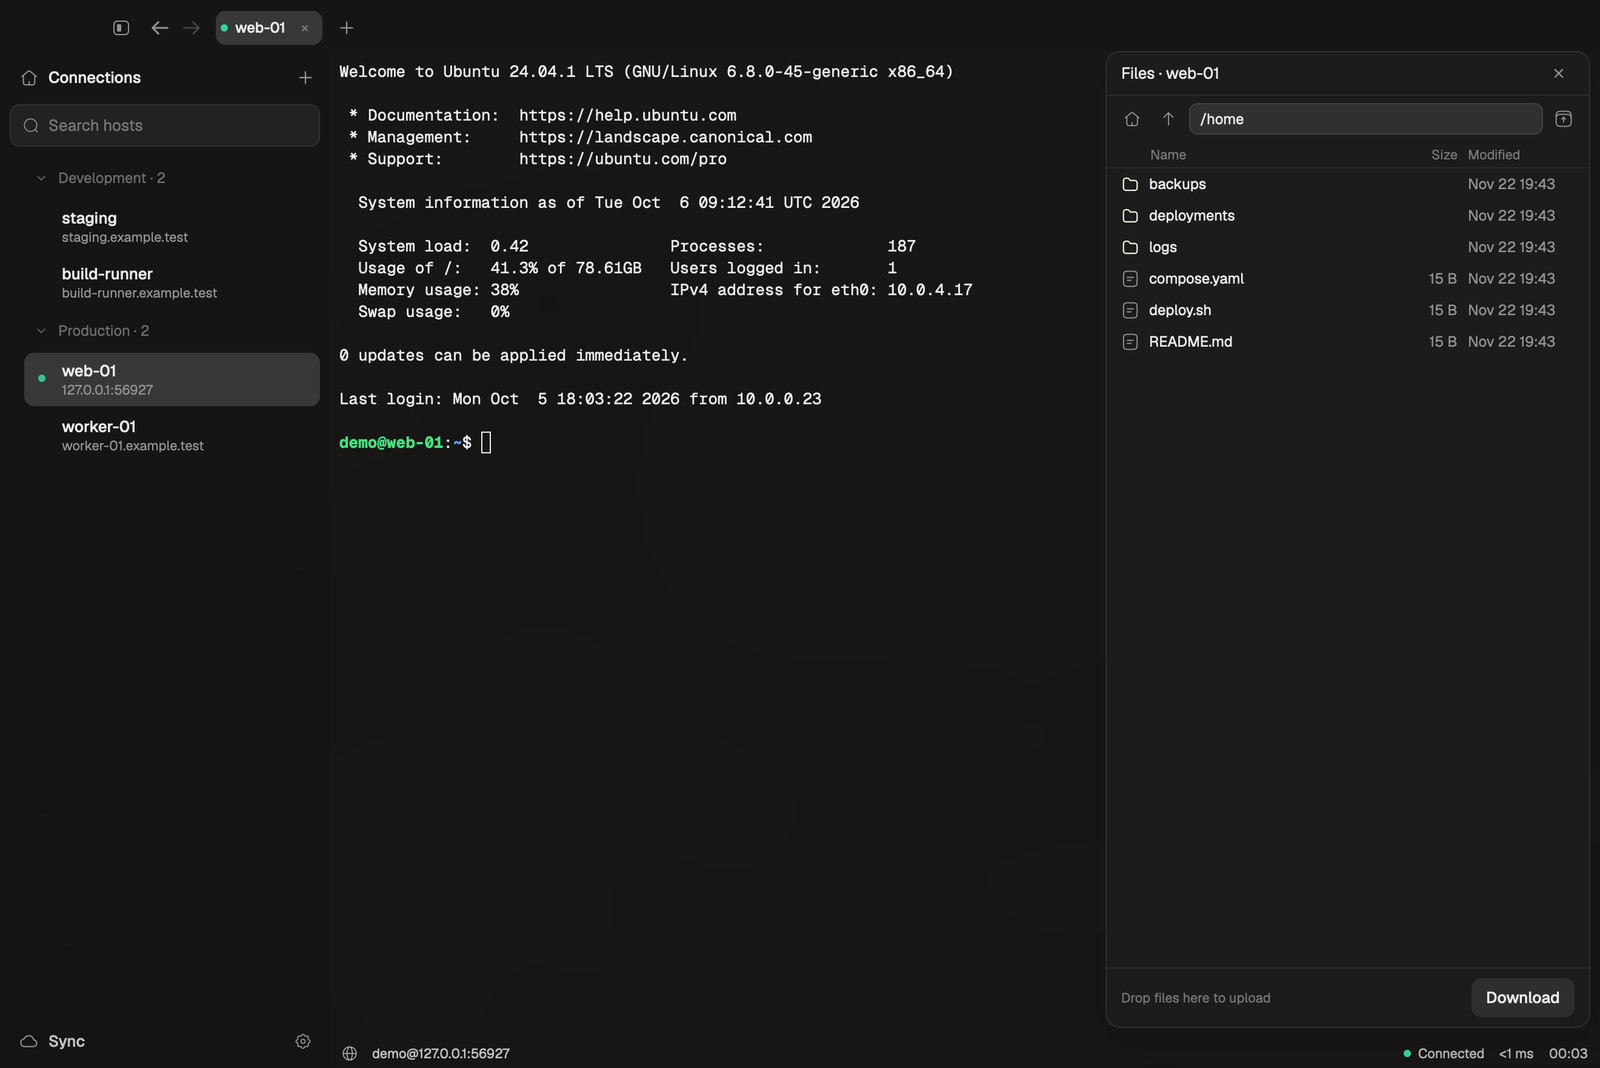 web-01
Connections
Search hosts
Development · 2
staging
staging.example.test
build-runner
build-runner.example.test
Production · 2
web-01
127.0.0.1:56927
worker-01
worker-01.example.test
Sync
Welcome to Ubuntu 24.04.1 LTS (GNU/Linux 6.8.0-45-generic x86_64)
* Documentation:  https://help.ubuntu.com
* Management:     https://landscape.canonical.com
* Support:        https://ubuntu.com/pro
System information as of Tue Oct  6 09:12:41 UTC 2026
System load:  0.42               Processes:             187
Usage of /:   41.3% of 78.61GB   Users logged in:       1
Memory usage: 38%                IPv4 address for eth0: 10.0.4.17
Swap usage:   0%
0 updates can be applied immediately.
Last login: Mon Oct  5 18:03:22 2026 from 10.0.0.23
demo@web-01:~$
Files · web-01
/home
Name Size Modified
backups Nov 22 19:43
deployments Nov 22 19:43
logs Nov 22 19:43
compose.yaml 15 B Nov 22 19:43
deploy.sh 15 B Nov 22 19:43
README.md 15 B Nov 22 19:43
Drop files here to upload
Download
demo@127.0.0.1:56927
Connected <1 ms 00:03